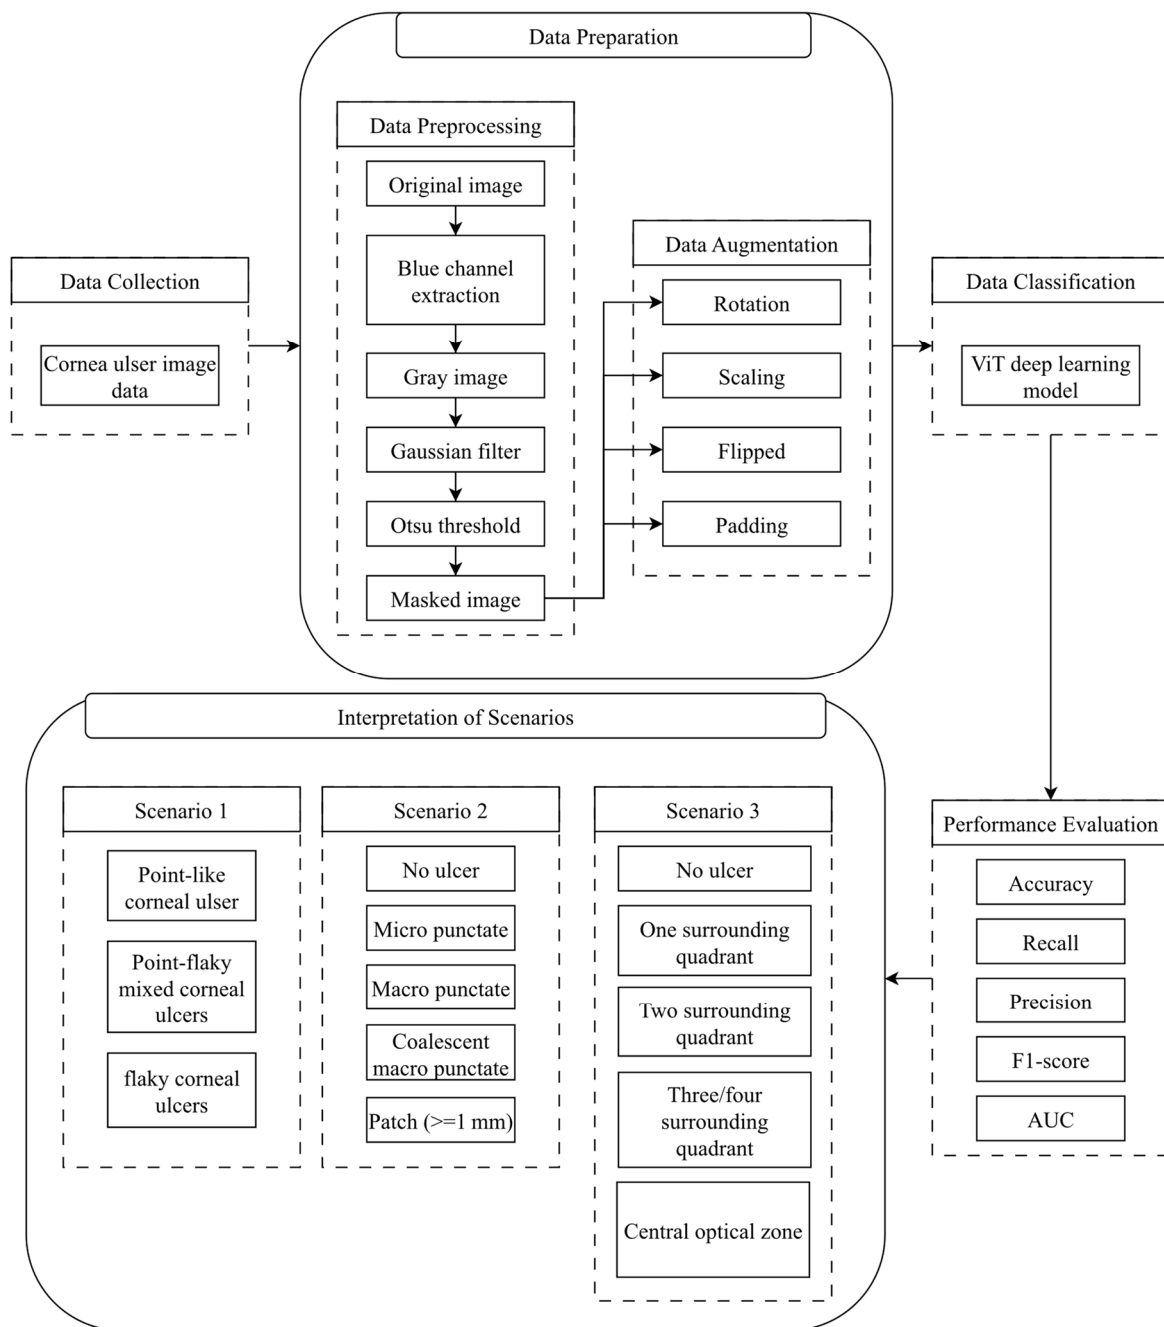 Data Preparation
Data Preprocessing
Original image
Blue channel
extraction
Gray image
Gaussian filter
Otsu threshold
Masked image
Data Augmentation
Rotation
Scaling
Flipped
Padding
Data Collection
Cornea ulser image
data
Data Classification
ViT deep learning
model
Interpretation of Scenarios
Scenario 1
Point-like
corneal ulser
Point-flaky
mixed corneal
ulcers
flaky corneal
ulcers
Scenario 2
No ulcer
Micro punctate
Macro punctate
Coalescent
macro punctate
Patch (>=1 mm)
Scenario 3
No ulcer
One surrounding
quadrant
Two surrounding
quadrant
Three/four
surrounding
quadrant
Central optical zone
Performance Evaluation
Accuracy
Recall
Precision
F1-score
AUC